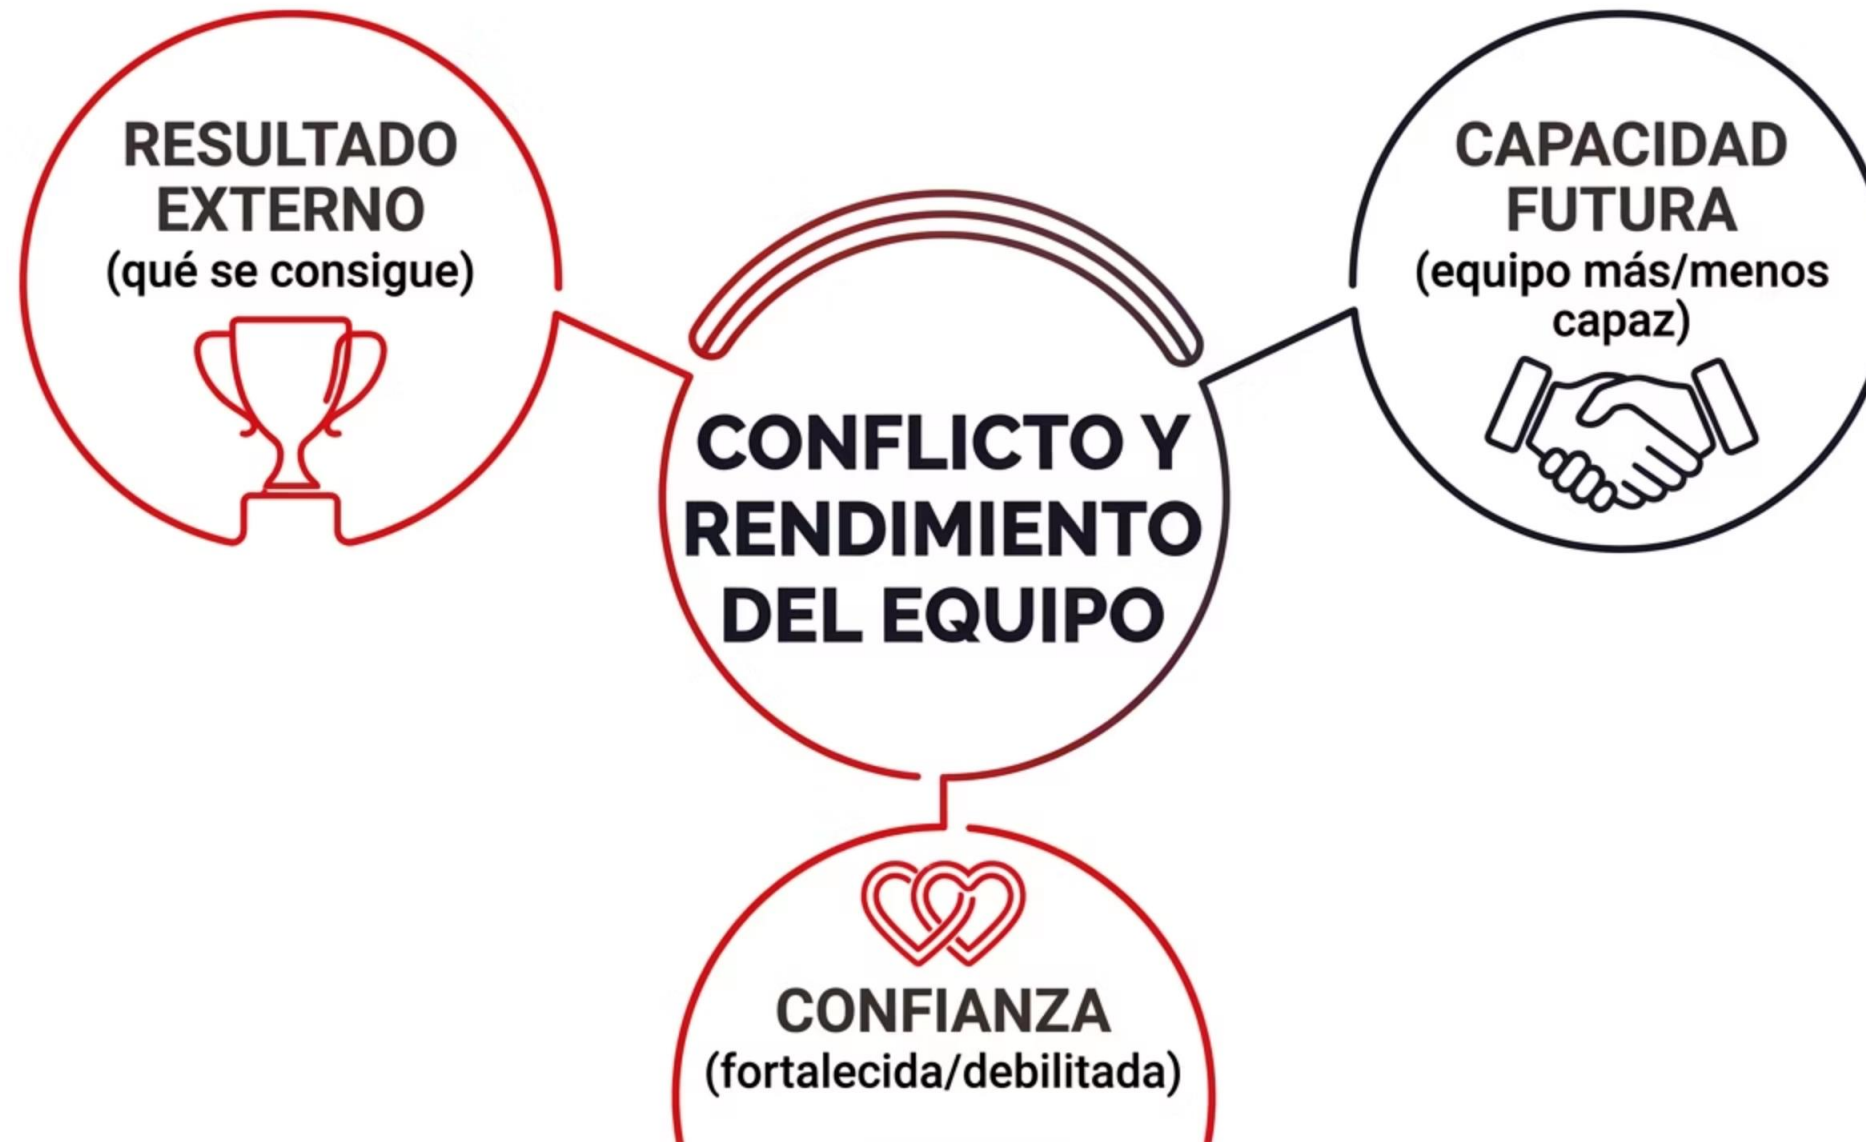 RESULTADO
EXTERNO
(qué se consigue)
CAPACIDAD
FUTURA
(equipo más/menos
capaz)
CONFLICTO Y
RENDIMIENTO
DEL EQUIPO
CONFIANZA
(fortalecida/debilitada)